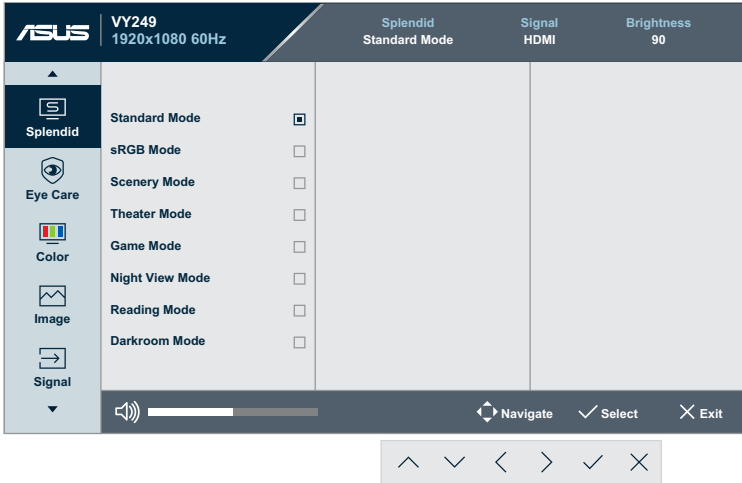 ASUS
VY249
1920x1080 60Hz
Splendid
Standard Mode
Signal
HDMI
Brightness
90
Splendid
Eye Care
Color
Image
Signal
Standard Mode
sRGB Mode
Scenery Mode
Theater Mode
Game Mode
Night View Mode
Reading Mode
Darkroom Mode
Navigate
Select
Exit